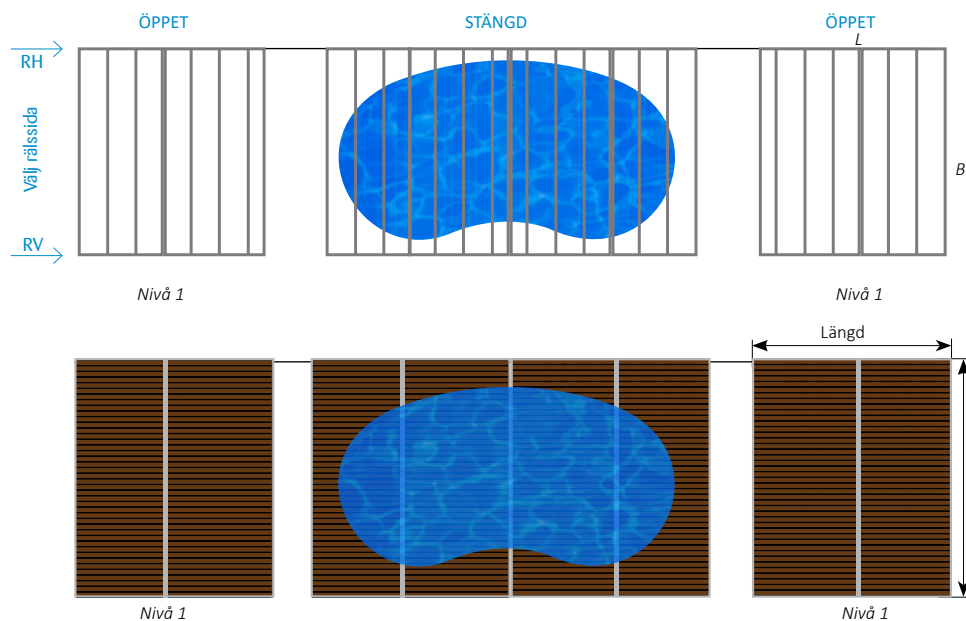 ÖPPET
STÄNGD
ÖPPET
L
RH
Välj rälssida
B
RV
Nivå 1
Nivå 1
Längd
Nivå 1
Nivå 1